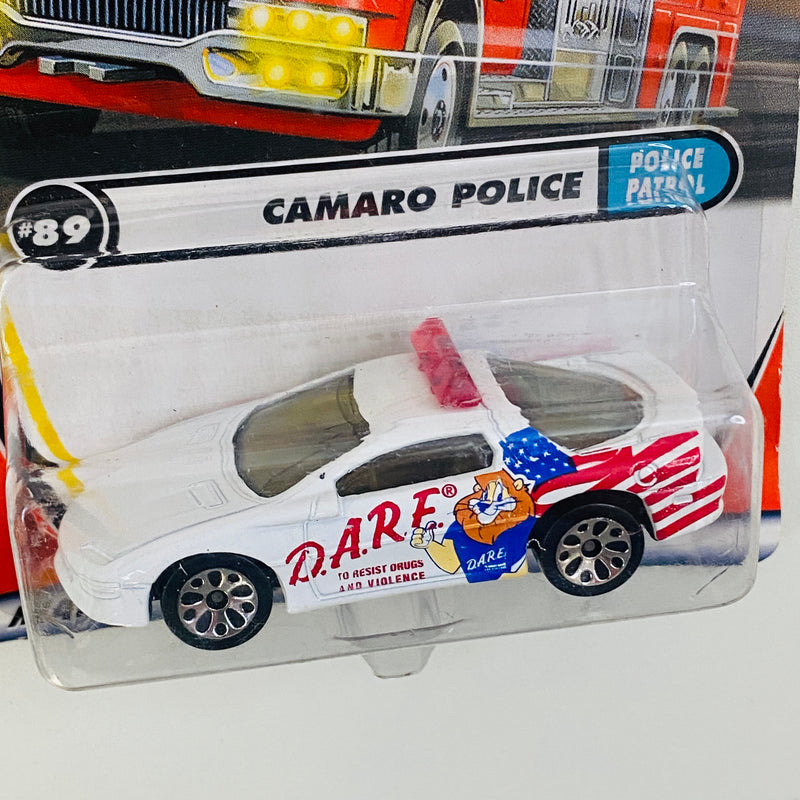 #89
CAMARO POLICE
POLICE
PATROL
D.A.R.E.®
TO RESIST DRUGS
AND VIOLENCE
D.A.R.E.